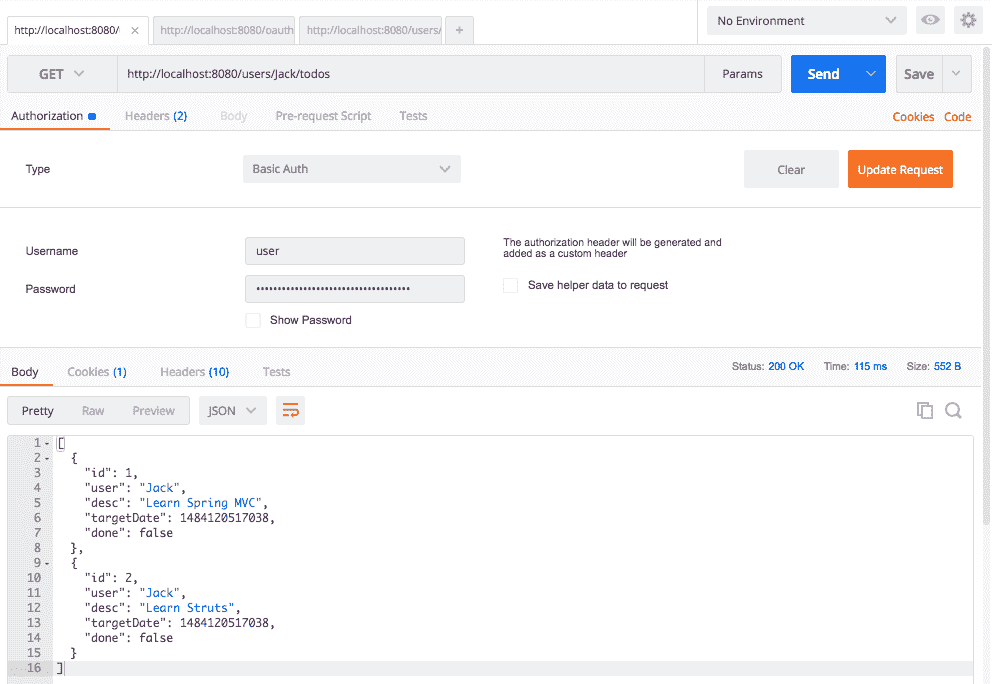 http://localhost:8080/ http://localhost:8080/oauth http://localhost:8080/users/ + No Environment
GET http://localhost:8080/users/Jack/todos Params Send Save
Authorization Headers (2) Body Pre-request Script Tests Cookies Code
Type Basic Auth Clear Update Request
Username user The authorization header will be generated and
added as a custom header
Password •••••••••••••••••••••••••••••••••••• Save helper data to request
Show Password
Body Cookies (1) Headers (10) Tests Status: 200 OK Time: 115 ms Size: 552 B
Pretty Raw Preview JSON
1 [
2 {
3 "id": 1,
4 "user": "Jack",
5 "desc": "Learn Spring MVC",
6 "targetDate": 1484120517038,
7 "done": false
8 },
9 {
10 "id": 2,
11 "user": "Jack",
12 "desc": "Learn Struts",
13 "targetDate": 1484120517038,
14 "done": false
15 }
16 ]